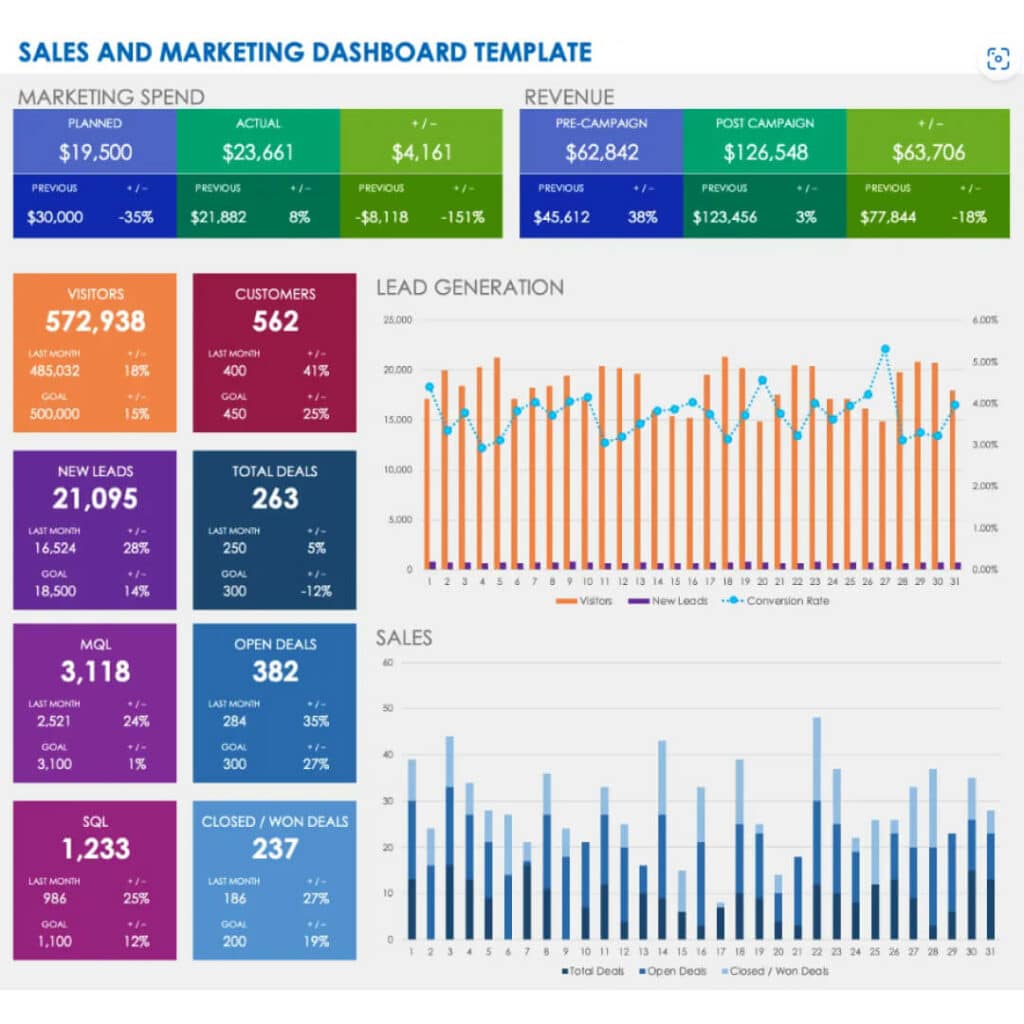 SALES AND MARKETING DASHBOARD TEMPLATE
MARKETING SPEND
PLANNED ACTUAL +/–
$19,500 $23,661 $4,161
PREVIOUS +/– PREVIOUS +/– PREVIOUS +/–
$30,000 -35% $21,882 8% -$8,118 -151%
REVENUE
PRE-CAMPAIGN POST CAMPAIGN +/–
$62,842 $126,548 $63,706
PREVIOUS +/– PREVIOUS +/– PREVIOUS +/–
$45,612 38% $123,456 3% $77,844 -18%
VISITORS
572,938
LAST MONTH +/–
485,032 18%
GOAL +/–
500,000 15%
CUSTOMERS
562
LAST MONTH +/–
400 41%
GOAL +/–
450 25%
NEW LEADS
21,095
LAST MONTH +/–
16,524 28%
GOAL +/–
18,500 14%
TOTAL DEALS
263
LAST MONTH +/–
250 5%
GOAL +/–
300 -12%
MQL
3,118
LAST MONTH +/–
2,521 24%
GOAL +/–
3,100 1%
OPEN DEALS
382
LAST MONTH +/–
284 35%
GOAL +/–
300 27%
SQL
1,233
LAST MONTH +/–
986 25%
GOAL +/–
1,100 12%
CLOSED / WON DEALS
237
LAST MONTH +/–
186 27%
GOAL +/–
200 19%
LEAD GENERATION
25,000
20,000
15,000
10,000
5,000
0
6.00%
5.00%
4.00%
3.00%
2.00%
1.00%
0.00%
1 2 3 4 5 6 7 8 9 10 11 12 13 14 15 16 17 18 19 20 21 22 23 24 25 26 27 28 29 30 31
Visitors New Leads Conversion Rate
SALES
60
50
40
30
20
10
0
1 2 3 4 5 6 7 8 9 10 11 12 13 14 15 16 17 18 19 20 21 22 23 24 25 26 27 28 29 30 31
Total Deals Open Deals Closed / Won Deals